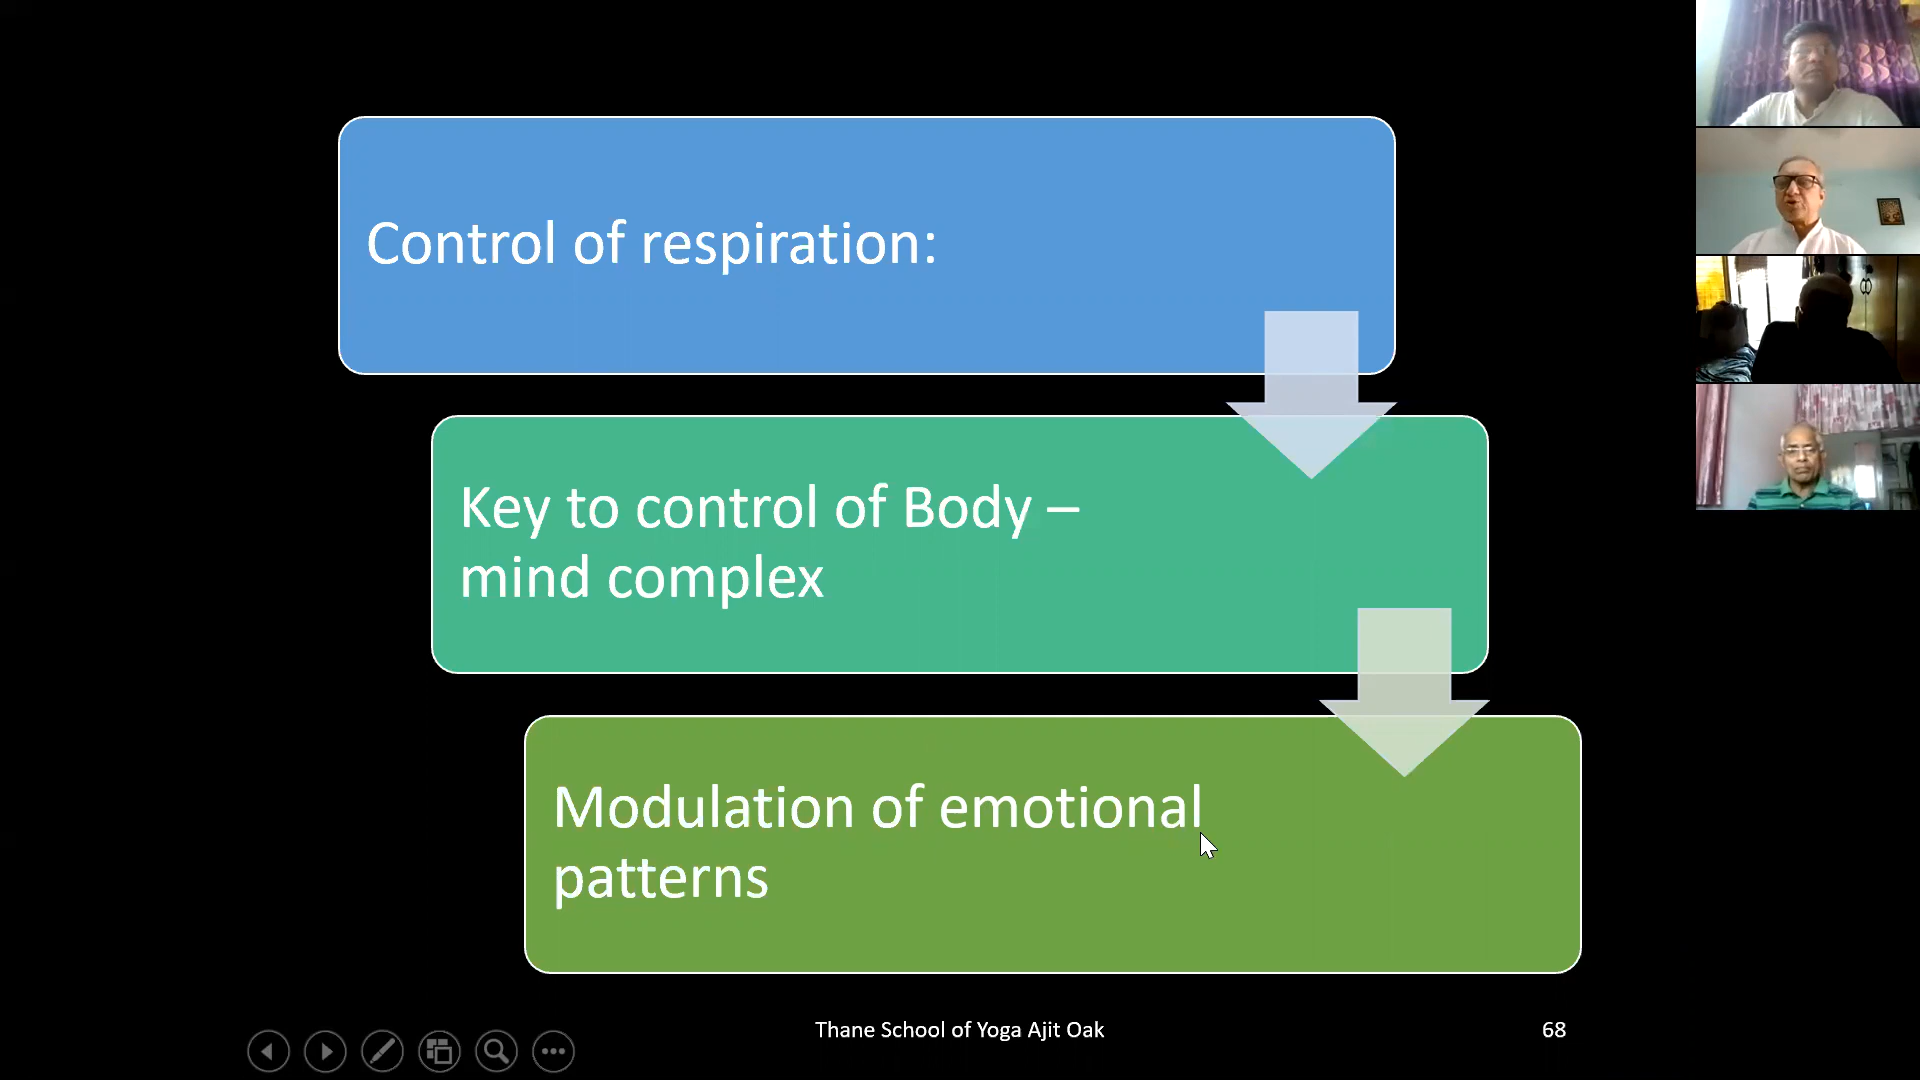 Control of respiration:
Key to control of Body –
mind complex
Modulation of emotional
patterns
Thane School of Yoga Ajit Oak
68